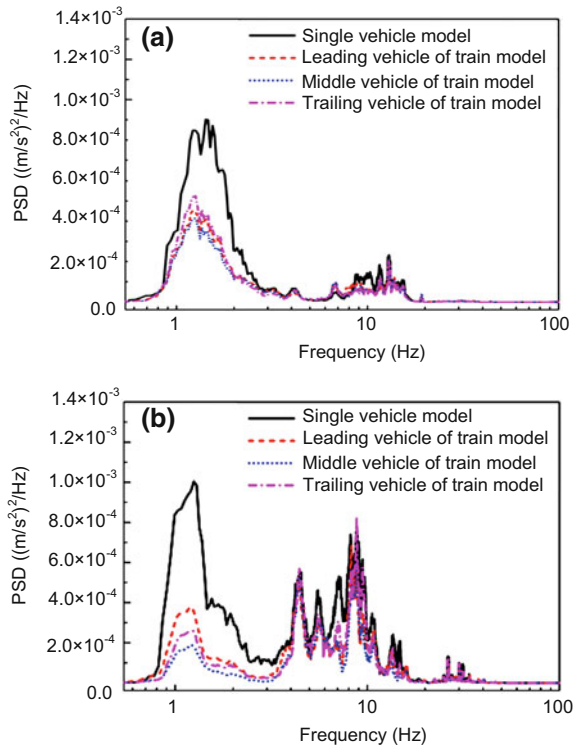 (a)
Single vehicle model
Leading vehicle of train model
Middle vehicle of train model
Trailing vehicle of train model
PSD ((m/s²)²/Hz)
1.4×10⁻³
1.2×10⁻³
1.0×10⁻³
8.0×10⁻⁴
6.0×10⁻⁴
4.0×10⁻⁴
2.0×10⁻⁴
0.0
1
10
100
Frequency (Hz)
(b)
Single vehicle model
Leading vehicle of train model
Middle vehicle of train model
Trailing vehicle of train model
PSD ((m/s²)²/Hz)
1.4×10⁻³
1.2×10⁻³
1.0×10⁻³
8.0×10⁻⁴
6.0×10⁻⁴
4.0×10⁻⁴
2.0×10⁻⁴
0.0
1
10
100
Frequency (Hz)